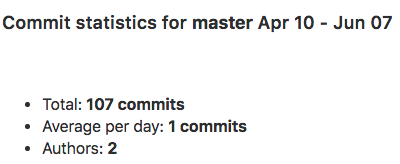 Commit statistics for master Apr 10 - Jun 07
Total: 107 commits
Average per day: 1 commits
Authors: 2